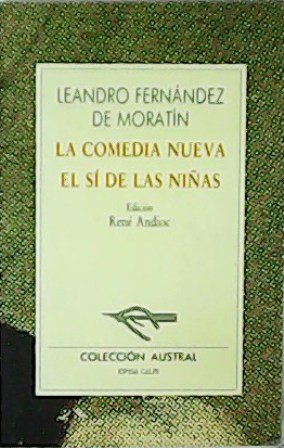 LEANDRO FERNÁNDEZ
DE MORATÍN
LA COMEDIA NUEVA
EL SÍ DE LAS NIÑAS
Edición
René Andioc
COLECCIÓN AUSTRAL
ESPASA CALPE